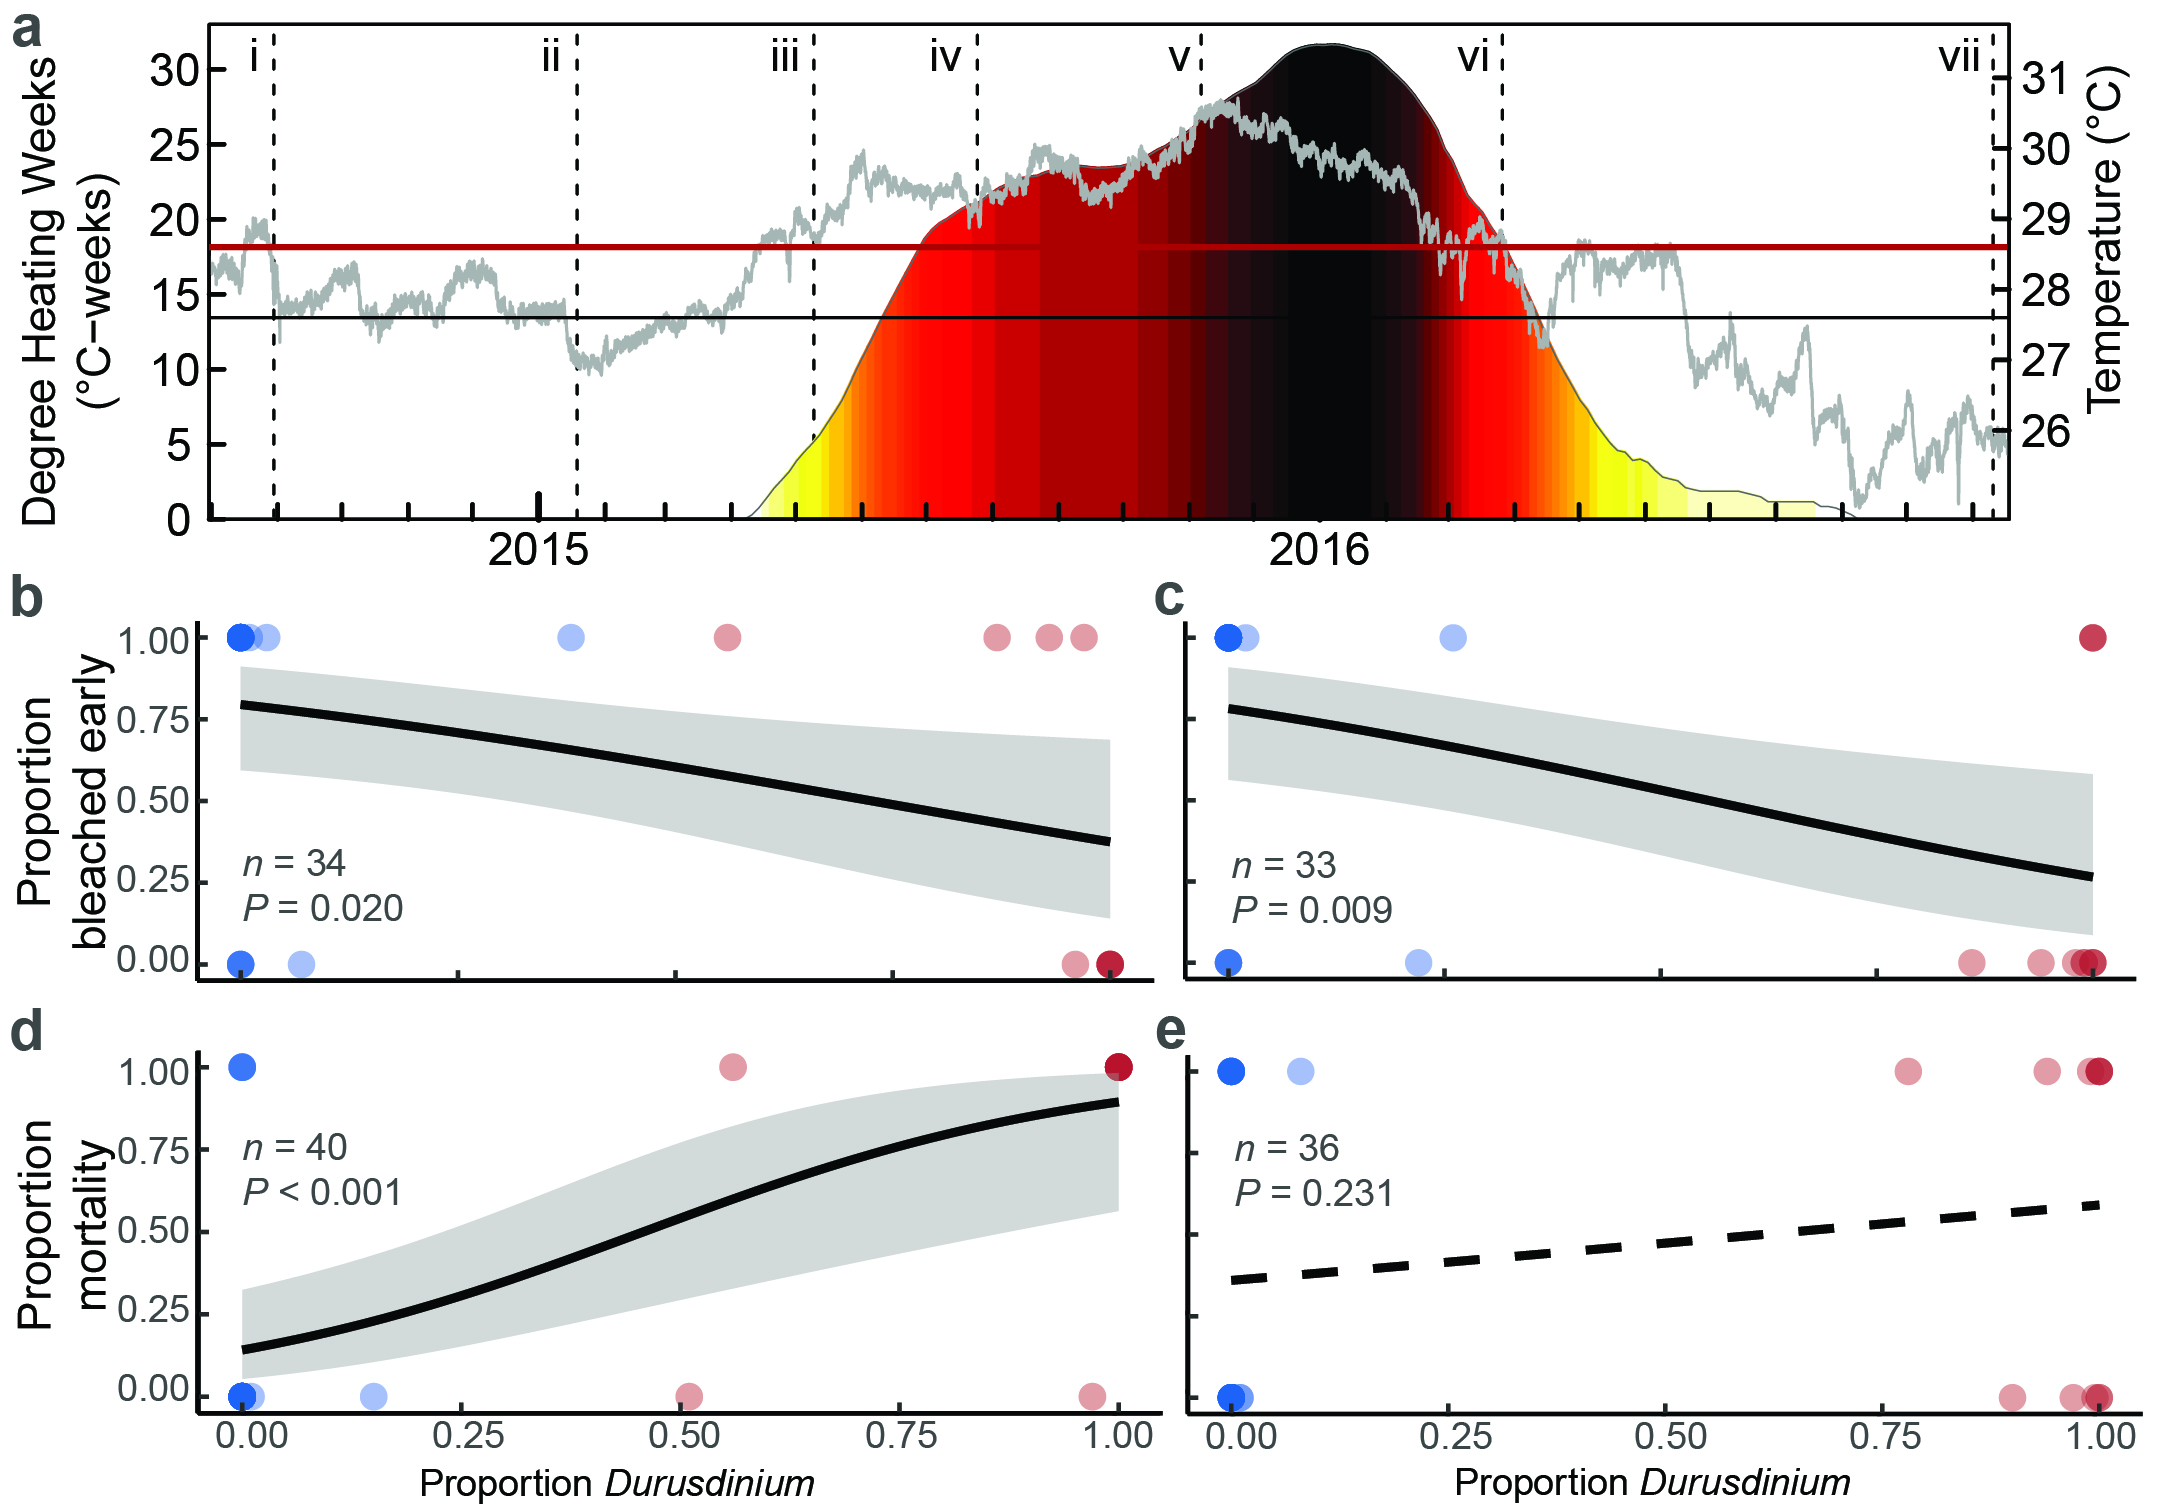 a
i ii iii iv v vi vii
Degree Heating Weeks
(°C−weeks)
30
25
20
15
10
5
0
31
30
29
28
27
26
Temperature (°C)
2015 2016
b
Proportion
bleached early
1.00
0.75
0.50
0.25
0.00
n = 34
P = 0.020
c
n = 33
P = 0.009
d
Proportion
mortality
1.00
0.75
0.50
0.25
0.00
n = 40
P < 0.001
0.00 0.25 0.50 0.75 1.00
Proportion Durusdinium
e
n = 36
P = 0.231
0.00 0.25 0.50 0.75 1.00
Proportion Durusdinium